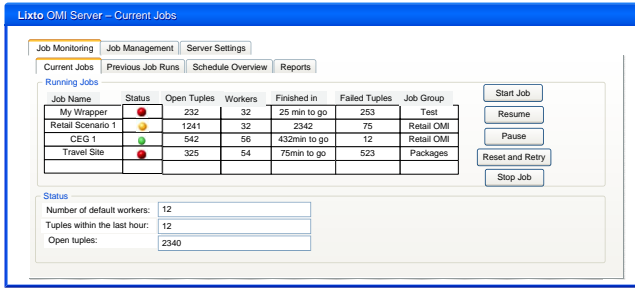 Lixto OMI Server – Current Jobs
Job Monitoring Job Management Server Settings
Current Jobs Previous Job Runs Schedule Overview Reports
Running Jobs
Job Name Status Open Tuples Workers Finished in Failed Tuples Job Group
My Wrapper 232 32 25 min to go 253 Test
Retail Scenario 1 1241 32 2342 75 Retail OMI
CEG 1 542 56 432min to go 12 Retail OMI
Travel Site 325 54 75min to go 523 Packages
Start Job
Resume
Pause
Reset and Retry
Stop Job
Status
Number of default workers: 12
Tuples within the last hour: 12
Open tuples: 2340